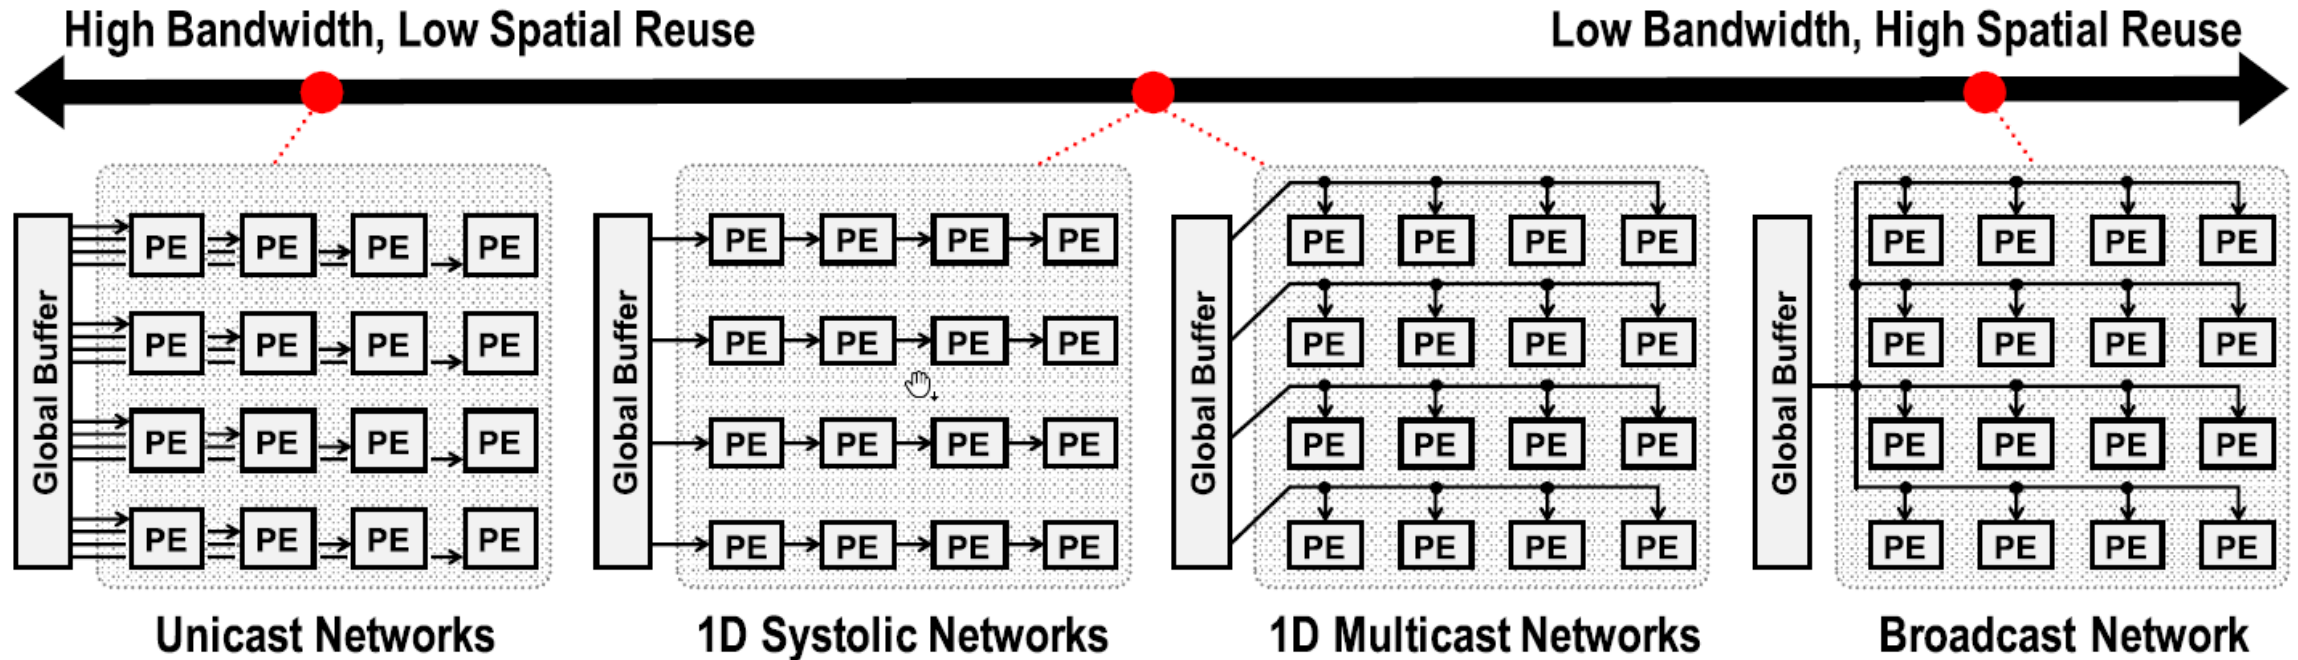 High Bandwidth, Low Spatial Reuse
Low Bandwidth, High Spatial Reuse
Global Buffer
PE PE PE PE
PE PE PE PE
PE PE PE PE
PE PE PE PE
Unicast Networks
Global Buffer
PE PE PE PE
PE PE PE PE
PE PE PE PE
PE PE PE PE
1D Systolic Networks
Global Buffer
PE PE PE PE
PE PE PE PE
PE PE PE PE
PE PE PE PE
1D Multicast Networks
Global Buffer
PE PE PE PE
PE PE PE PE
PE PE PE PE
PE PE PE PE
Broadcast Network